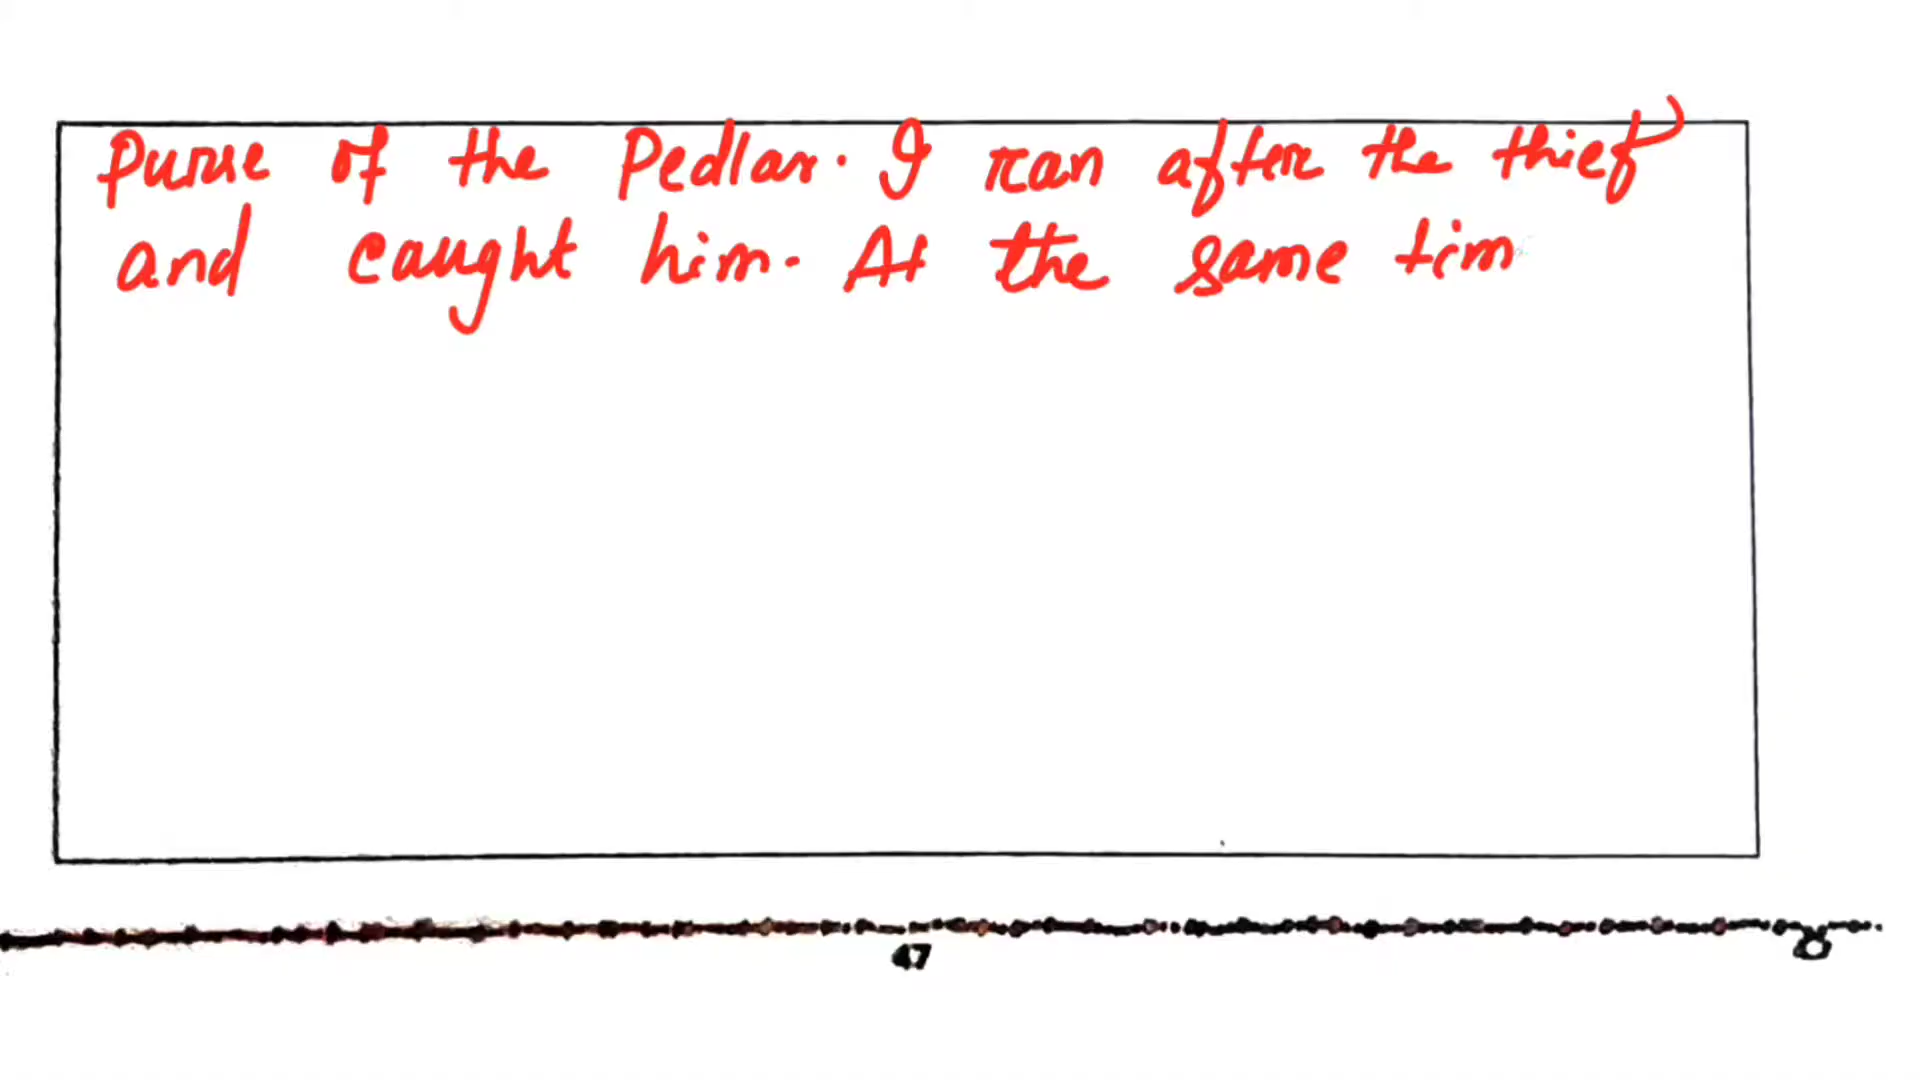 Purse of the Pedlar. I ran after the thief
and caught him. At the same tim
47